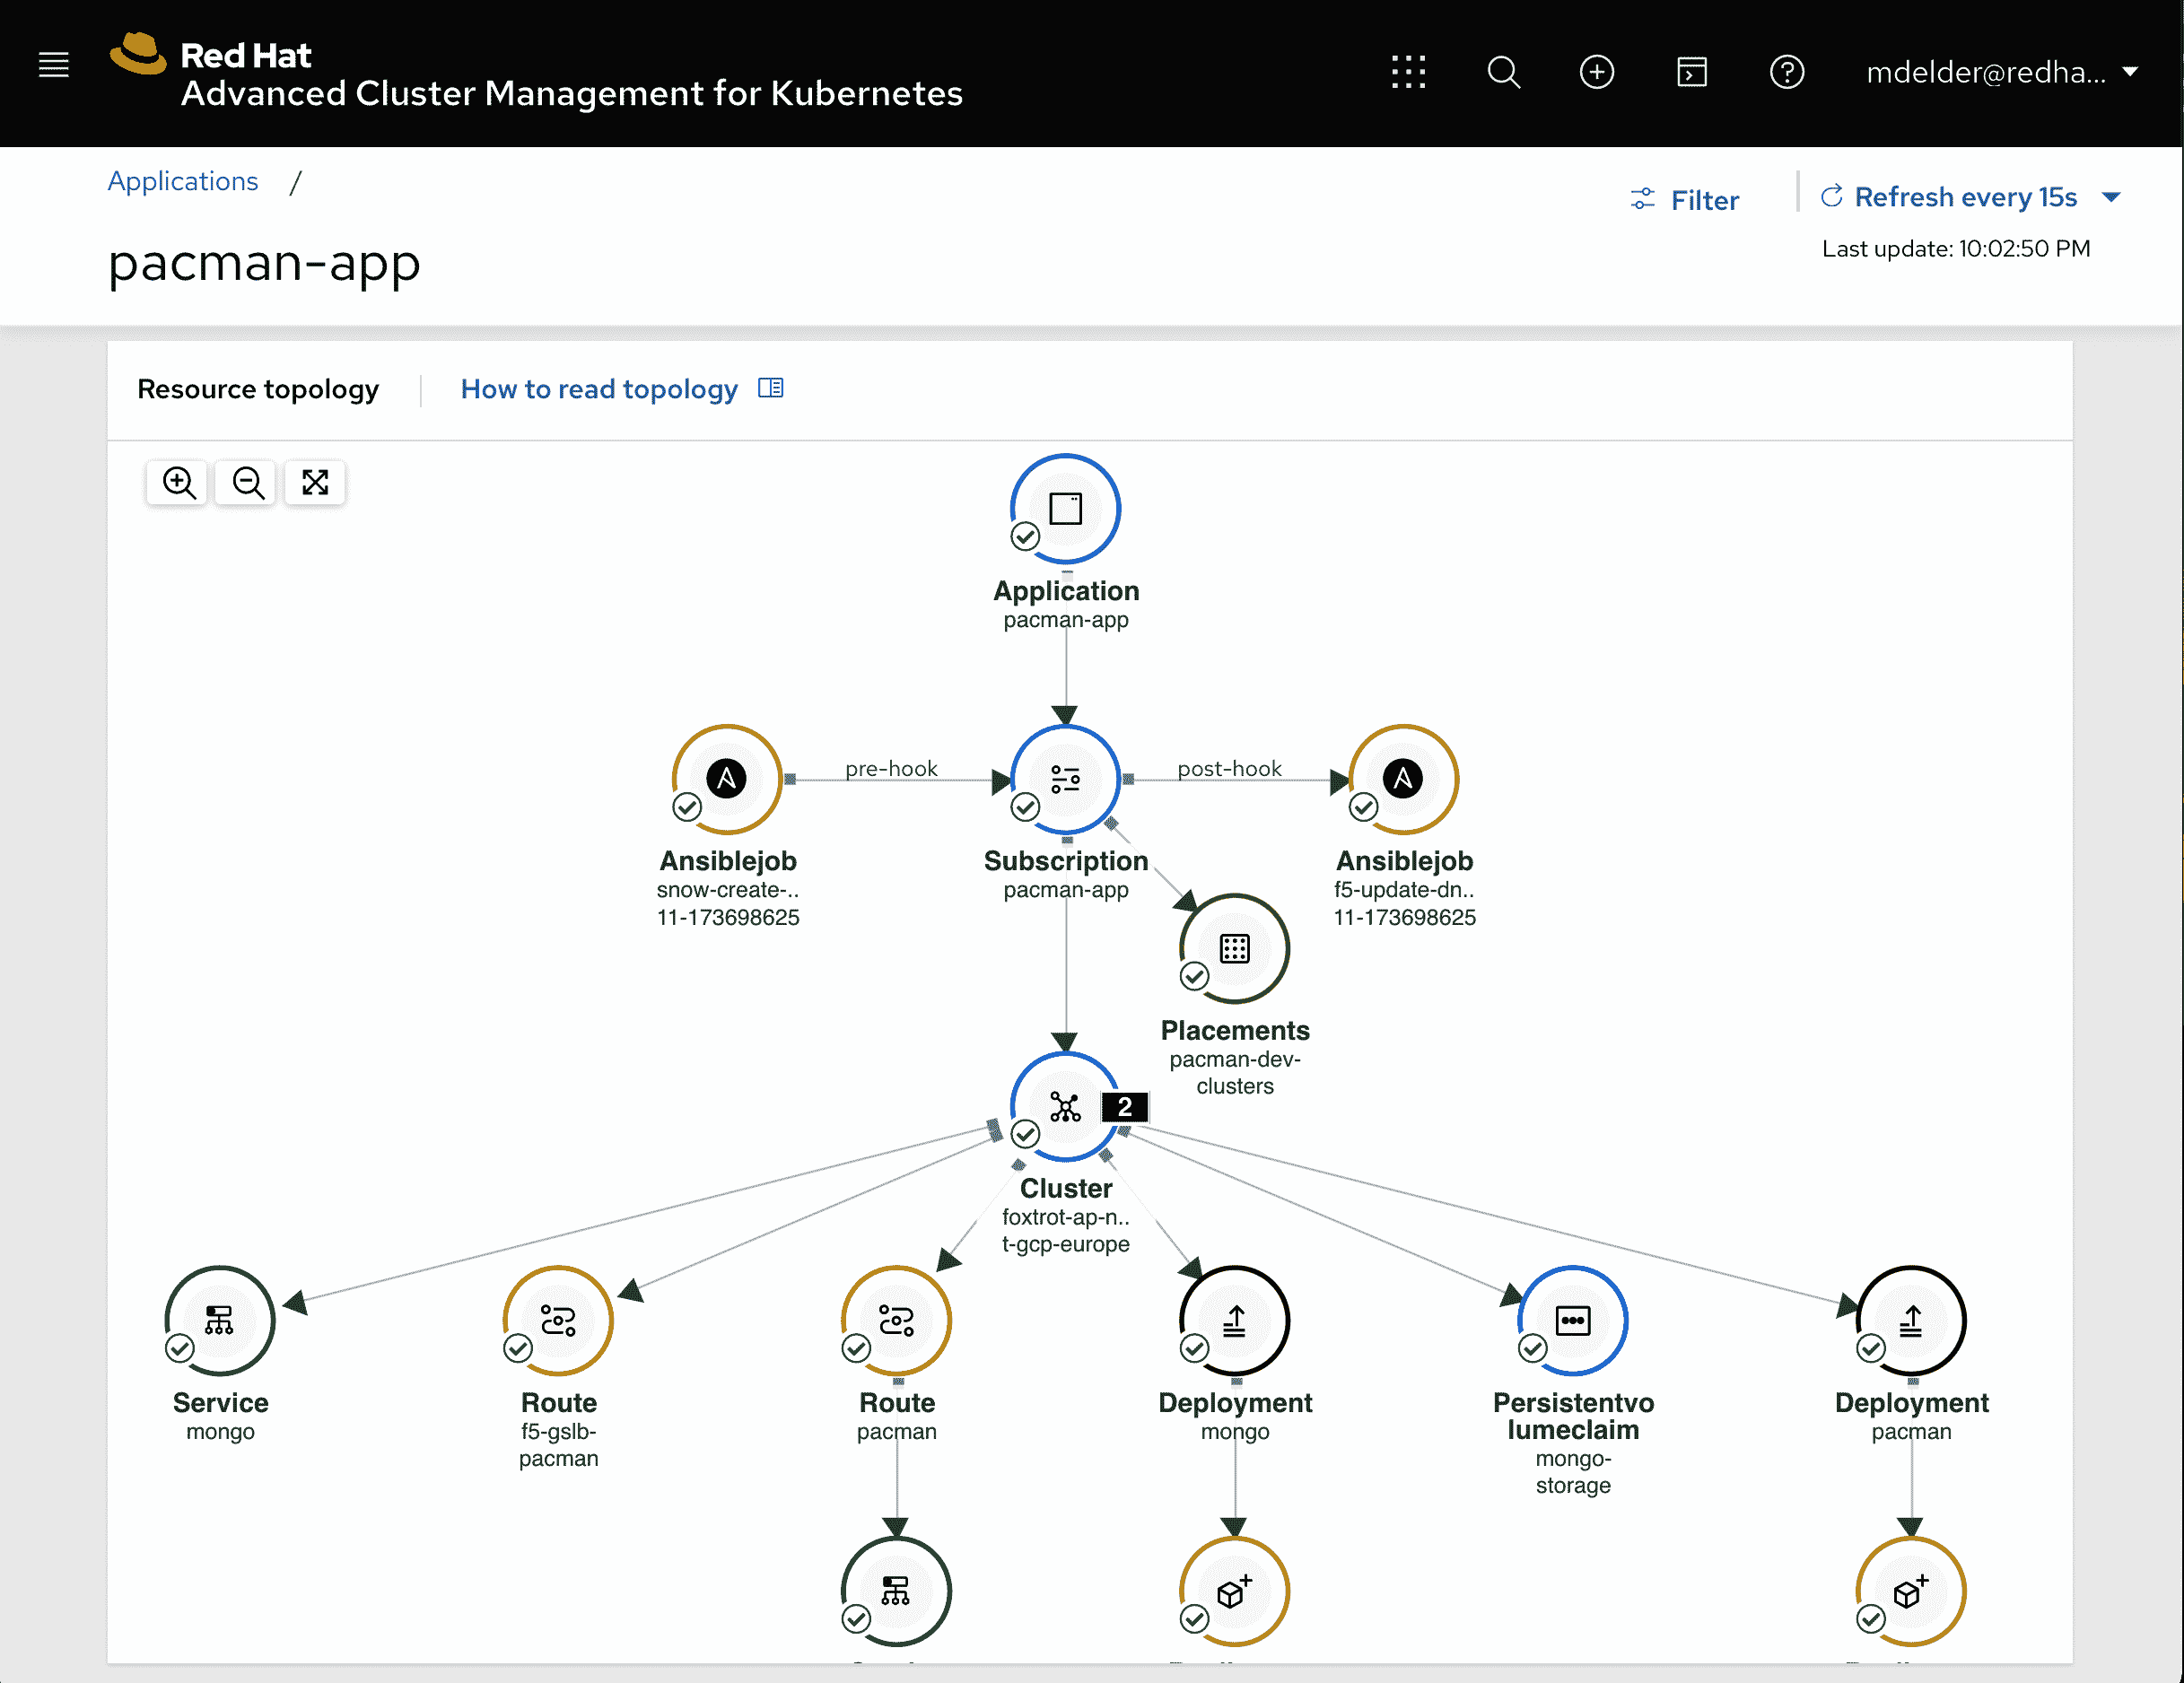 Red Hat
Advanced Cluster Management for Kubernetes
mdelder@redha...
Applications /
Filter
Refresh every 15s
pacman-app
Last update: 10:02:50 PM
Resource topology
How to read topology
Application
pacman-app
pre-hook
post-hook
Ansiblejob
snow-create-..
11-173698625
Subscription
pacman-app
Ansiblejob
f5-update-dn..
11-173698625
Placements
pacman-dev-
clusters
2
Cluster
foxtrot-ap-n..
t-gcp-europe
Service
mongo
Route
f5-gslb-
pacman
Route
pacman
Deployment
mongo
Persistentvo
lumeclaim
mongo-
storage
Deployment
pacman